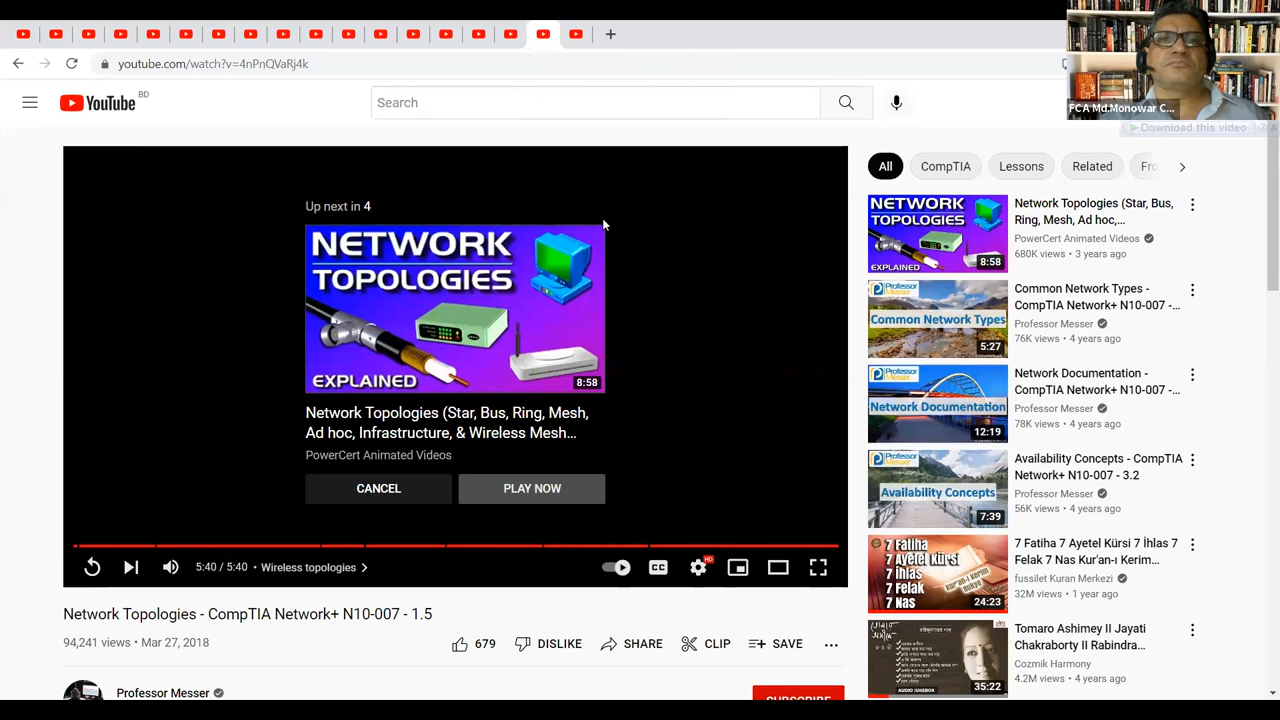 youtube.com/watch?v=4nPnQVaRj4k
YouTube BD
Search
FCA Md.Monowar C...
Download this video
Up next in 4
NETWORK
TOPOLOGIES
EXPLAINED
8:58
Network Topologies (Star, Bus, Ring, Mesh,
Ad hoc, Infrastructure, & Wireless Mesh...
PowerCert Animated Videos
CANCEL
PLAY NOW
5:40 / 5:40 • Wireless topologies
HD
Network Topologies - CompTIA Network+ N10-007 - 1.5
94,241 views • Mar 27, 2018
679
DISLIKE
SHARE
CLIP
SAVE
Professor Messer
SUBSCRIBE
All
CompTIA
Lessons
Related
Fro
NETWORK
TOPOLOGIES
EXPLAINED
8:58
Network Topologies (Star, Bus,
Ring, Mesh, Ad hoc,...
PowerCert Animated Videos
680K views • 3 years ago
Professor Messer
Common Network Types
5:27
Common Network Types -
CompTIA Network+ N10-007 -...
Professor Messer
76K views • 4 years ago
Professor Messer
Network Documentation
12:19
Network Documentation -
CompTIA Network+ N10-007 -...
Professor Messer
78K views • 4 years ago
Professor Messer
Availability Concepts
7:39
Availability Concepts - CompTIA
Network+ N10-007 - 3.2
Professor Messer
56K views • 4 years ago
7 Fatiha
7 Ayetel Kürsi
7 İhlas
7 Felak
7 Nas
24:23
7 Fatiha 7 Ayetel Kürsi 7 İhlas 7
Felak 7 Nas Kur'an-ı Kerim...
fussilet Kuran Merkezi
32M views • 1 year ago
AUDIO JUKEBOX
35:22
Tomaro Ashimey II Jayati
Chakraborty II Rabindra...
Cozmik Harmony
4.2M views • 4 years ago